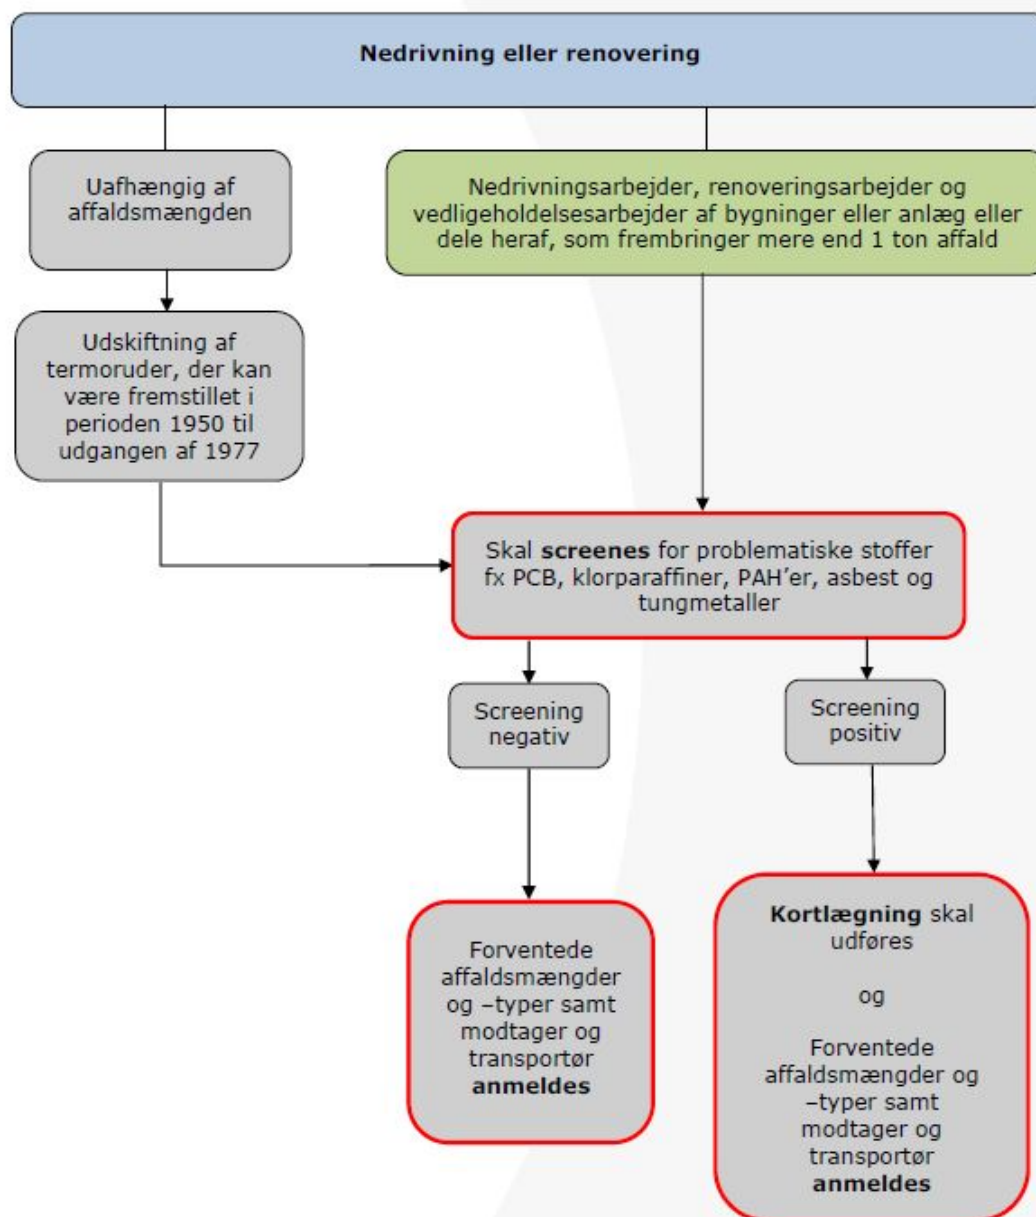 Nedrivning eller renovering
Uafhængig af
affaldsmængden
Nedrivningsarbejder, renoveringsarbejder og
vedligeholdelsesarbejder af bygninger eller anlæg eller
dele heraf, som frembringer mere end 1 ton affald
Udskiftning af
termoruder, der kan
være fremstillet i
perioden 1950 til
udgangen af 1977
Skal screenes for problematiske stoffer
fx PCB, klorparaffiner, PAH’er, asbest og
tungmetaller
Screening
negativ
Screening
positiv
Forventede
affaldsmængder
og –typer samt
modtager og
transportør
anmeldes
Kortlægning skal
udføres
og
Forventede
affaldsmængder og
–typer samt
modtager og
transportør
anmeldes